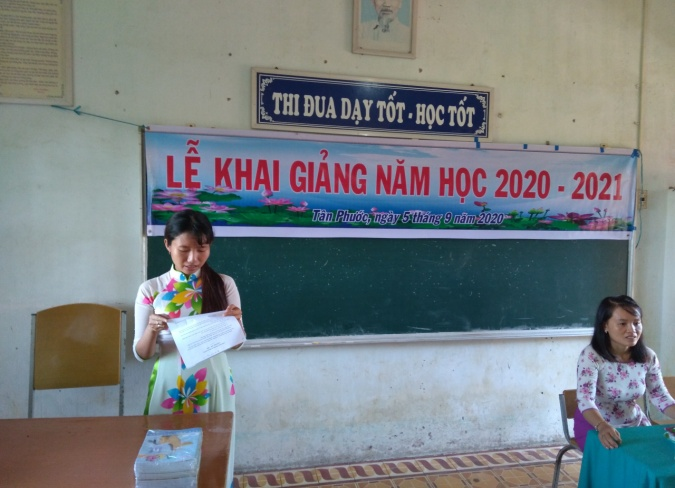 THI ĐUA DẠY TỐT - HỌC TỐT
LỄ KHAI GIẢNG NĂM HỌC 2020 - 2021
Tân Phước, ngày 5 tháng 9 năm 2020